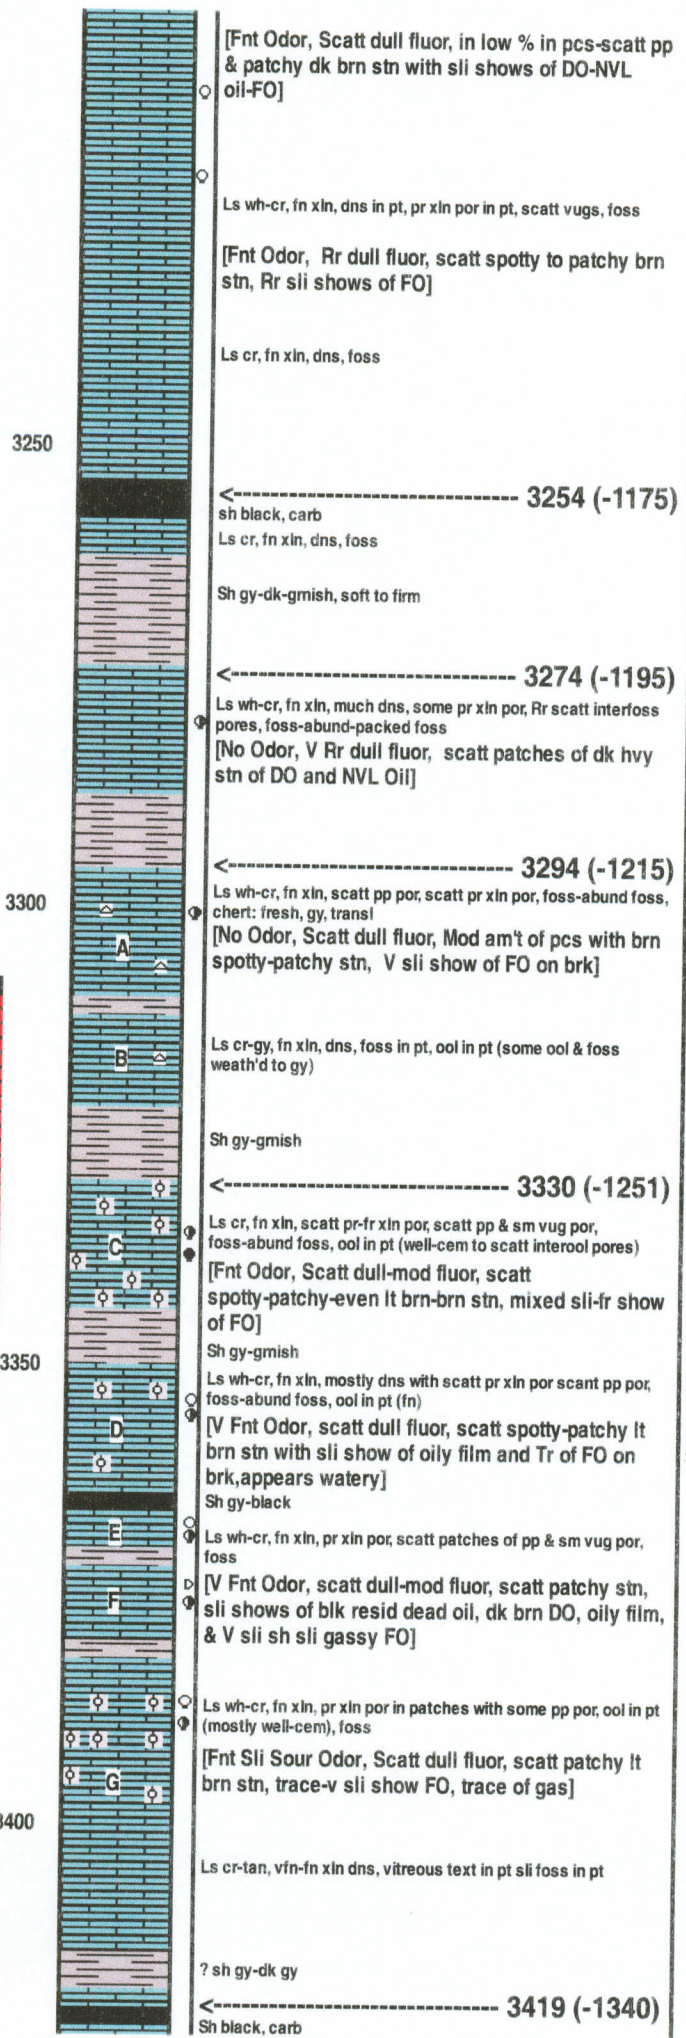 [Fnt Odor, Scatt dull fluor, in low % in pcs-scatt pp
& patchy dk brn stn with sli shows of DO-NVL
oil-FO]
Ls wh-cr, fn xln, dns in pt, pr xln por in pt, scatt vugs, foss
[Fnt Odor, Rr dull fluor, scatt spotty to patchy brn
stn, Rr sli shows of FO]
Ls cr, fn xln, dns, foss
3250
<------------------------------ 3254 (-1175)
sh black, carb
Ls cr, fn xln, dns, foss
Sh gy-dk-grnish, soft to firm
<------------------------------ 3274 (-1195)
Ls wh-cr, fn xln, much dns, some pr xln por, Rr scatt interfoss
pores, foss-abund-packed foss
[No Odor, V Rr dull fluor, scatt patches of dk hvy
stn of DO and NVL Oil]
<------------------------------ 3294 (-1215)
3300
Ls wh-cr, fn xln, scatt pp por, scatt pr xln por, foss-abund foss,
chert: fresh, gy, transl
A
[No Odor, Scatt dull fluor, Mod am't of pcs with brn
spotty-patchy stn, V sli show of FO on brk]
B
Ls cr-gy, fn xln, dns, foss in pt, ool in pt (some ool & foss
weath'd to gy)
Sh gy-grnish
<------------------------------ 3330 (-1251)
C
Ls cr, fn xln, scatt pr-fr xln por, scatt pp & sm vug por,
foss-abund foss, ool in pt (well-cem to scatt interool pores)
[Fnt Odor, Scatt dull-mod fluor, scatt
spotty-patchy-even lt brn-brn stn, mixed sli-fr show
of FO]
Sh gy-grnish
3350
Ls wh-cr, fn xln, mostly dns with scatt pr xln por scant pp por,
foss-abund foss, ool in pt (fn)
D
[V Fnt Odor, scatt dull fluor, scatt spotty-patchy lt
brn stn with sli show of oily film and Tr of FO on
brk,appears watery]
Sh gy-black
E
Ls wh-cr, fn xln, pr xln por, scatt patches of pp & sm vug por,
foss
F
[V Fnt Odor, scatt dull-mod fluor, scatt patchy stn,
sli shows of blk resid dead oil, dk brn DO, oily film,
& V sli sh sli gassy FO]
Ls wh-cr, fn xln, pr xln por in patches with some pp por, ool in pt
(mostly well-cem), foss
G
[Fnt Sli Sour Odor, Scatt dull fluor, scatt patchy lt
brn stn, trace-v sli show FO, trace of gas]
3400
Ls cr-tan, vfn-fn xln dns, vitreous text in pt sli foss in pt
? sh gy-dk gy
<------------------------------ 3419 (-1340)
Sh black, carb